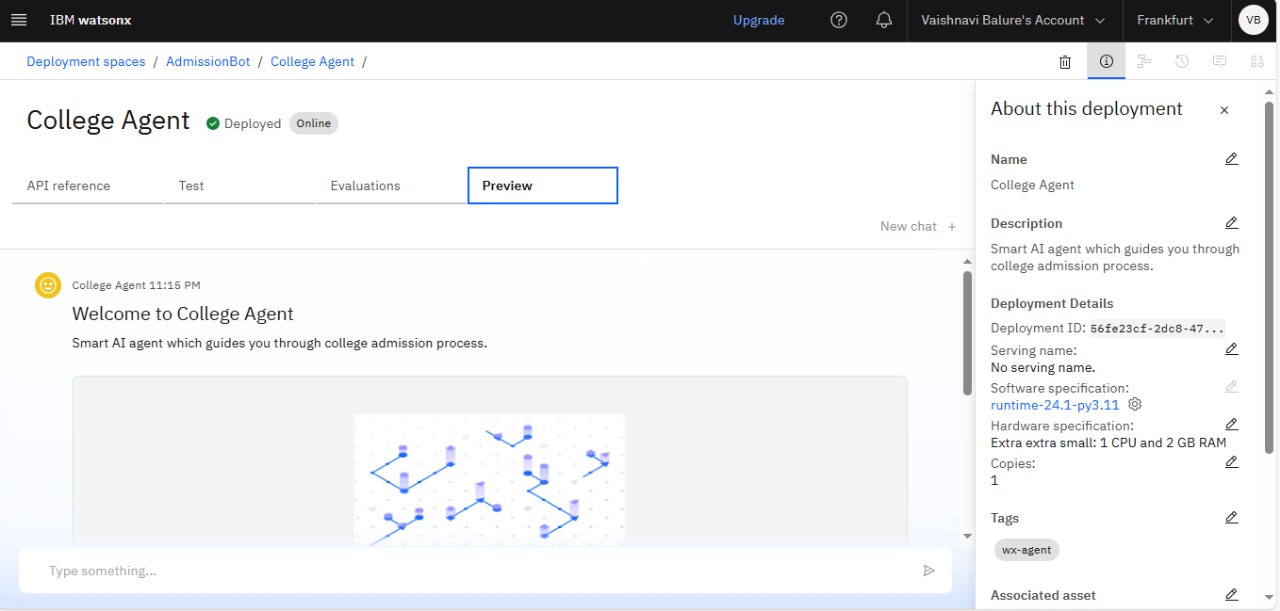 IBM watsonx
Upgrade
Vaishnavi Balure's Account
Frankfurt
VB
Deployment spaces / AdmissionBot / College Agent /
College Agent
Deployed
Online
API reference
Test
Evaluations
Preview
New chat +
College Agent 11:15 PM
Welcome to College Agent
Smart AI agent which guides you through college admission process.
Type something...
About this deployment
Name
College Agent
Description
Smart AI agent which guides you through
college admission process.
Deployment Details
Deployment ID: 56fe23cf-2dc8-47...
Serving name:
No serving name.
Software specification:
runtime-24.1-py3.11
Hardware specification:
Extra extra small: 1 CPU and 2 GB RAM
Copies:
1
Tags
wx-agent
Associated asset